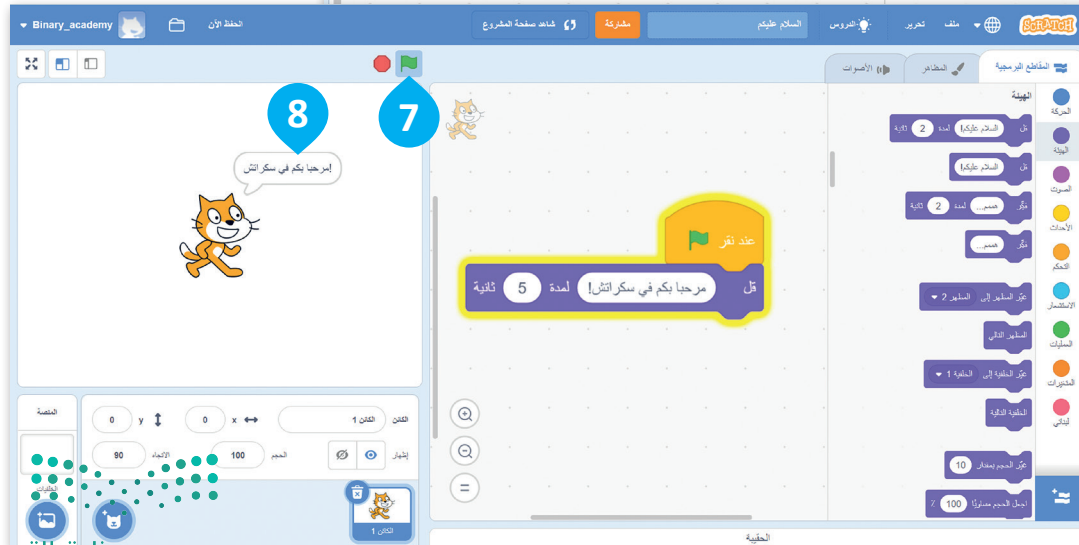 SCRATCH
ملف
تحرير
الدروس
السلام عليكم
مشاركة
شاهد صفحة المشروع
الحفظ الآن
Binary_academy
المقاطع البرمجية
المظاهر
الأصوات
7
8
!مرحبا بكم في سكراتش
عند نقر
قل مرحبا بكم في سكراتش! لمدة 5 ثانية
الحركة
الهيئة
الصوت
الأحداث
التحكم
الاستشعار
العمليات
المتغيرات
لبناتي
الهيئة
قل السلام عليكم! لمدة 2 ثانية
قل السلام عليكم!
فكّر همممم... لمدة 2 ثانية
فكّر همممم...
غيّر المظهر إلى المظهر 2
المظهر التالي
غيّر الخلفية إلى الخلفية 1
الخلفية التالية
غيّر الحجم بمقدار 10
اجعل الحجم مساويًا 100 ٪
الكائن الكائن 1 x 0 y 0
إظهار الحجم 100 الاتجاه 90
الكائن 1
المنصة
الخلفيات
الحقيبة